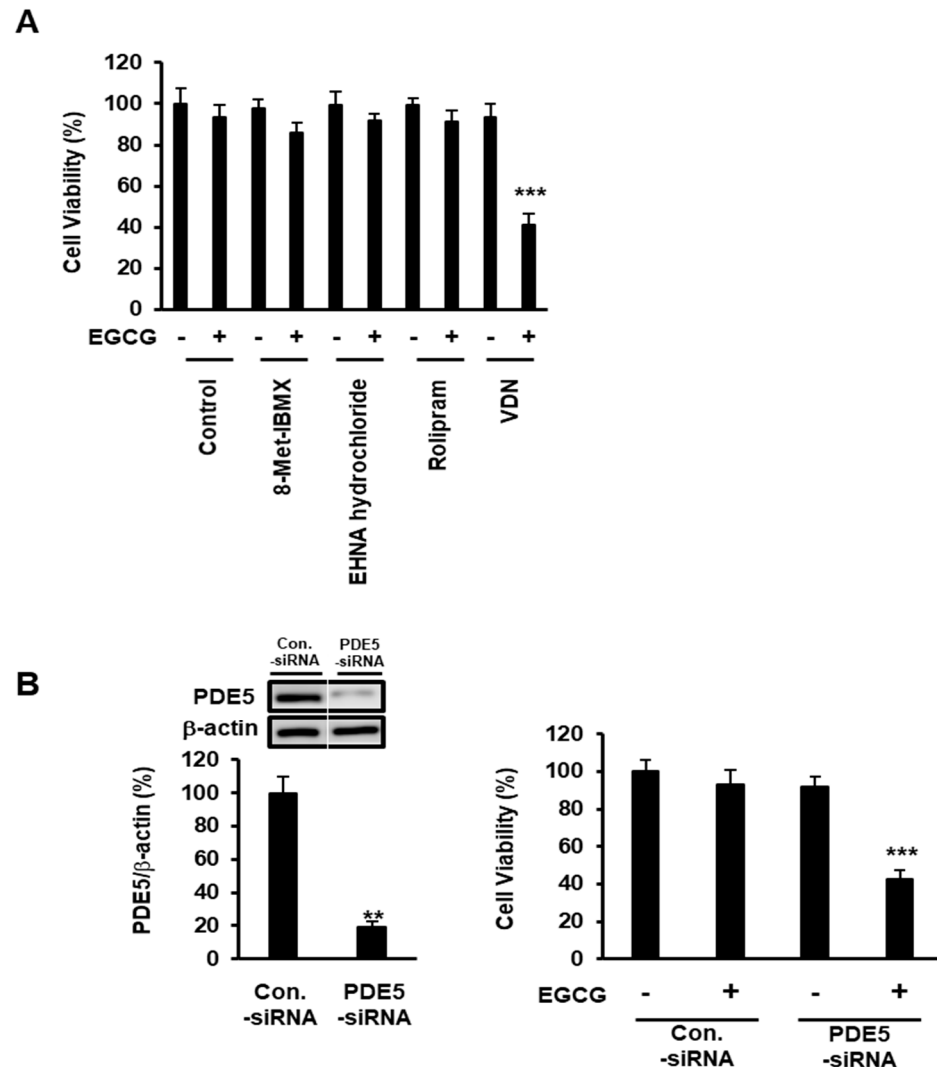 A
120
100
80
60
40
20
0
Cell Viability (%)
***
EGCG - + - + - + - + - +
Control
8-Met-IBMX
EHNA hydrochloride
Rolipram
VDN
B
Con.
-siRNA
PDE5
-siRNA
PDE5
β-actin
120
100
80
60
40
20
0
PDE5/β-actin (%)
**
Con.
-siRNA
PDE5
-siRNA
120
100
80
60
40
20
0
Cell Viability (%)
***
EGCG - + - +
Con.
-siRNA
PDE5
-siRNA